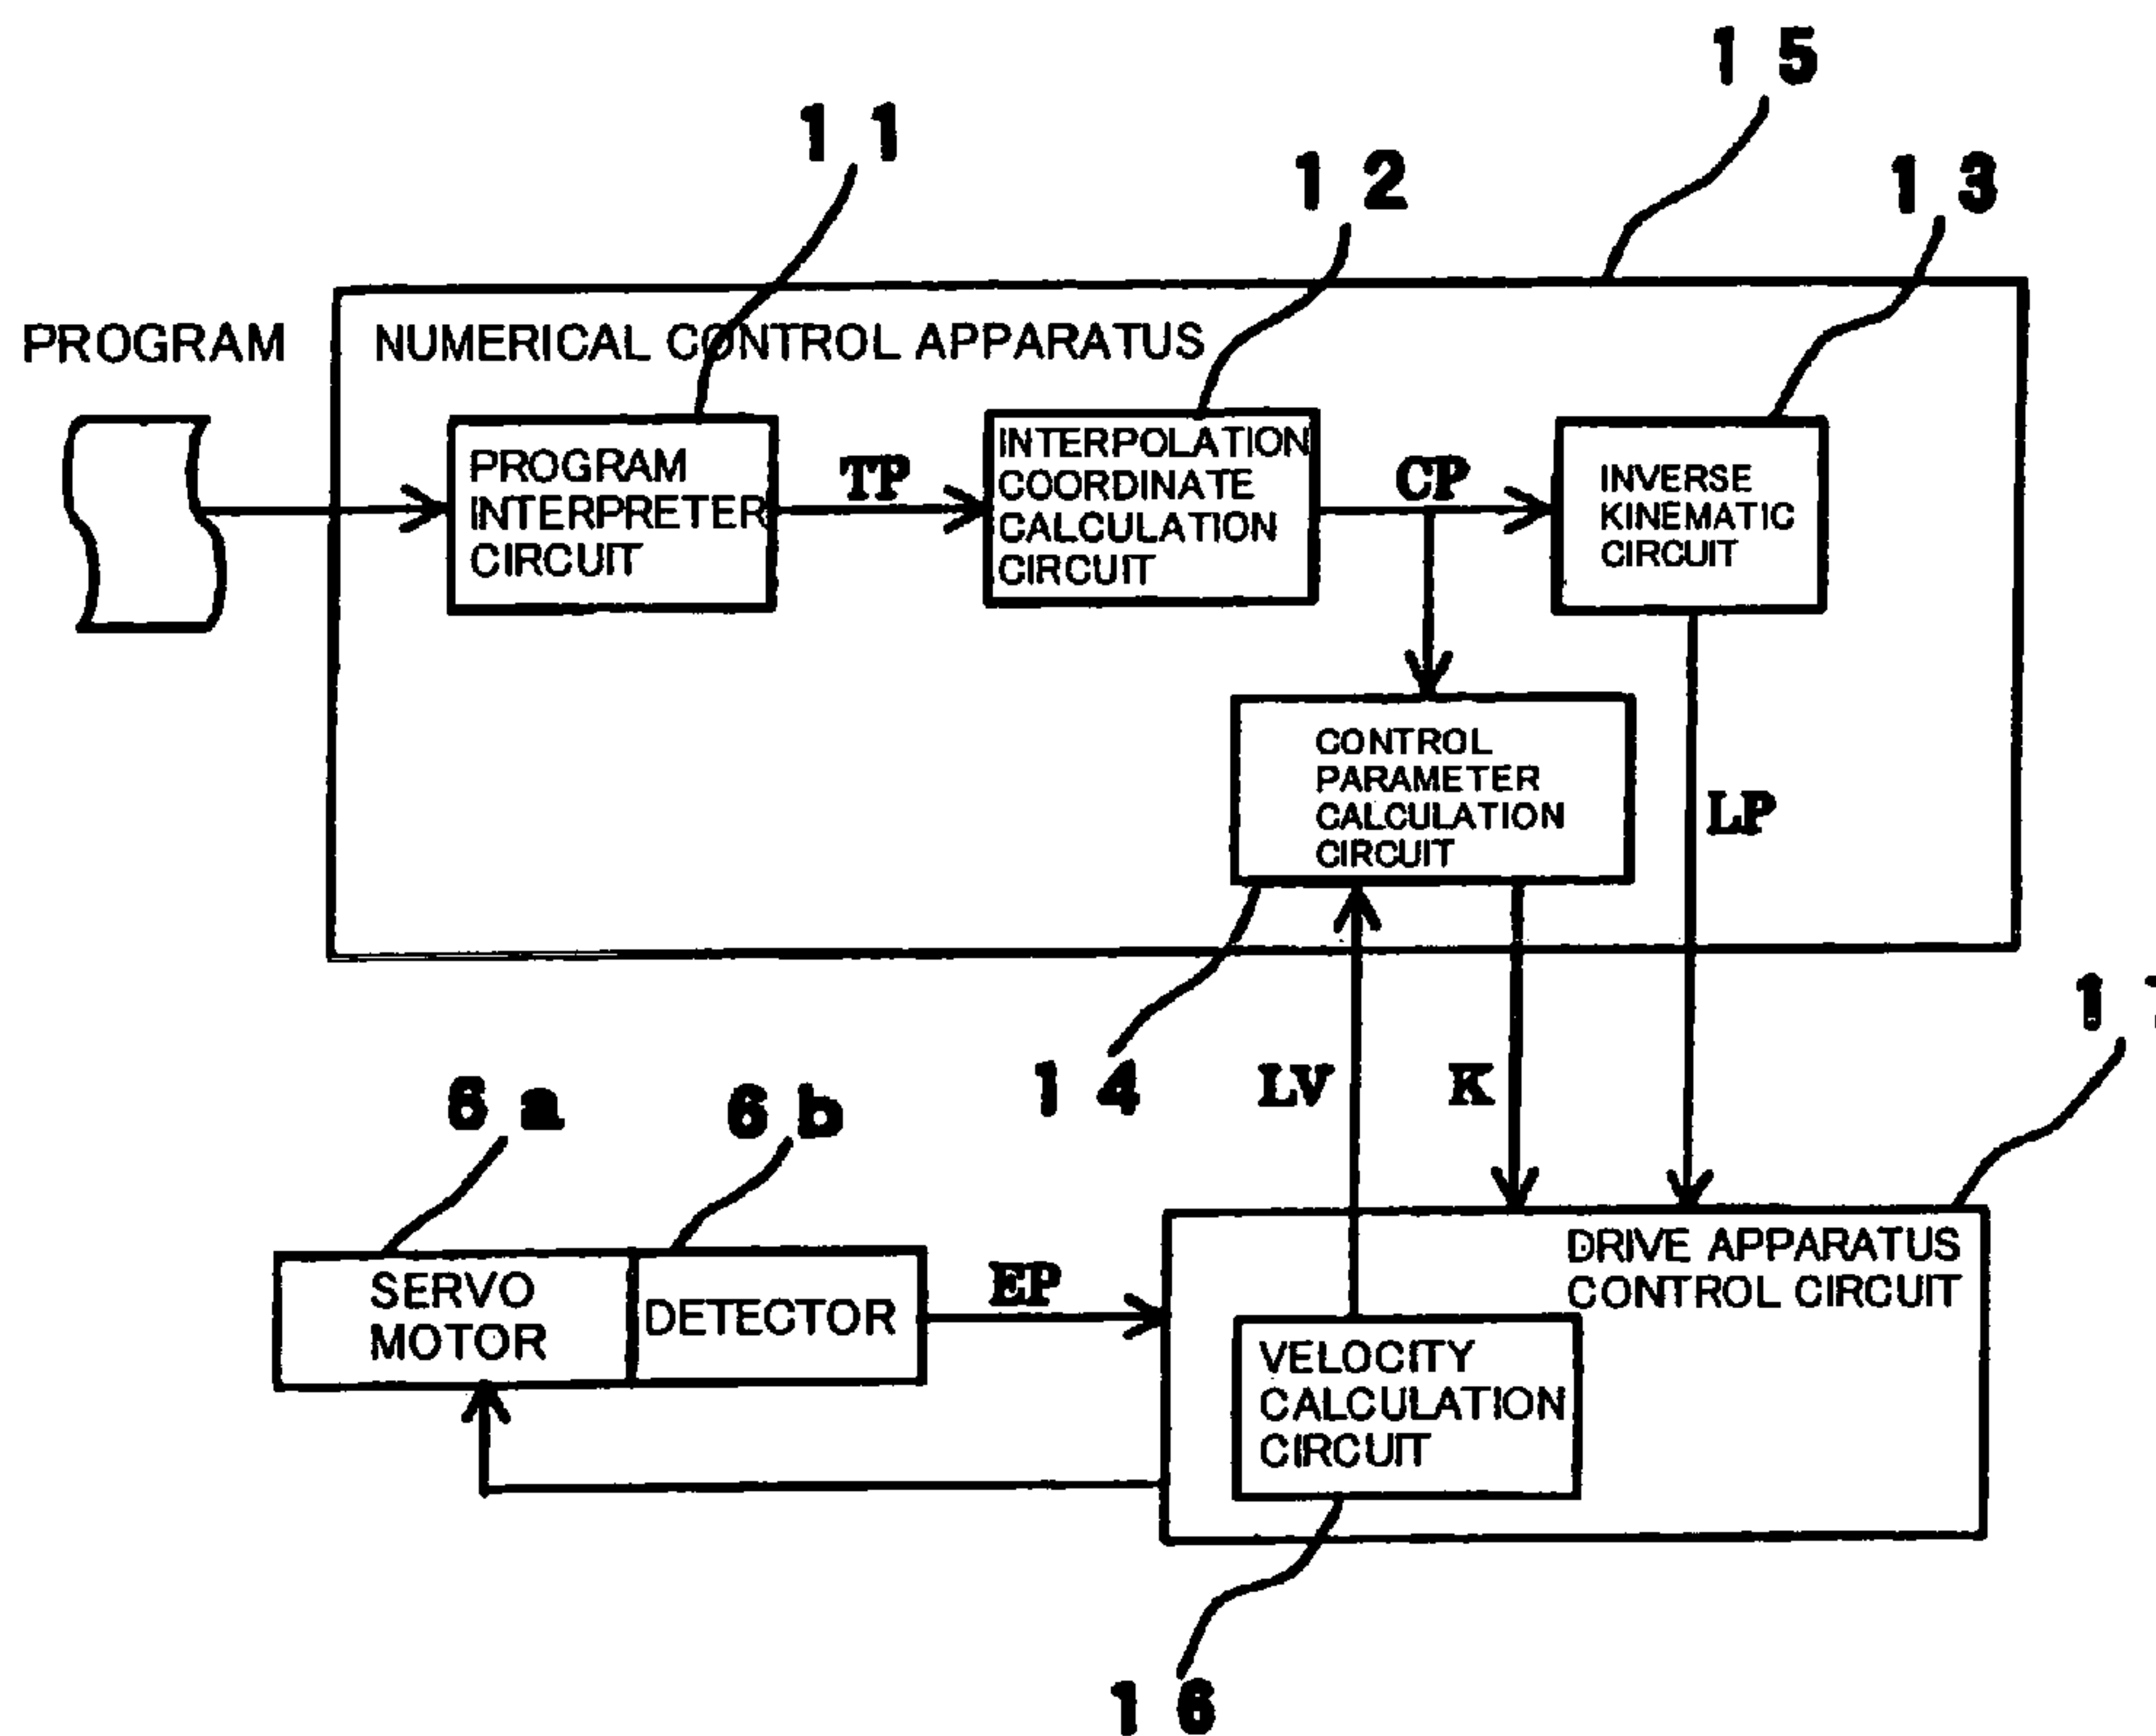 1 5
1 1
1 2
1 3
PROGRAM
NUMERICAL CONTROL APPARATUS
PROGRAM
INTERPRETER
CIRCUIT
TP
INTERPOLATION
COORDINATE
CALCULATION
CIRCUIT
CP
INVERSE
KINEMATIC
CIRCUIT
CONTROL
PARAMETER
CALCULATION
CIRCUIT
LP
1 4
LV
K
6 a
6 b
SERVO
MOTOR
DETECTOR
EP
DRIVE APPARATUS
CONTROL CIRCUIT
VELOCITY
CALCULATION
CIRCUIT
1 6